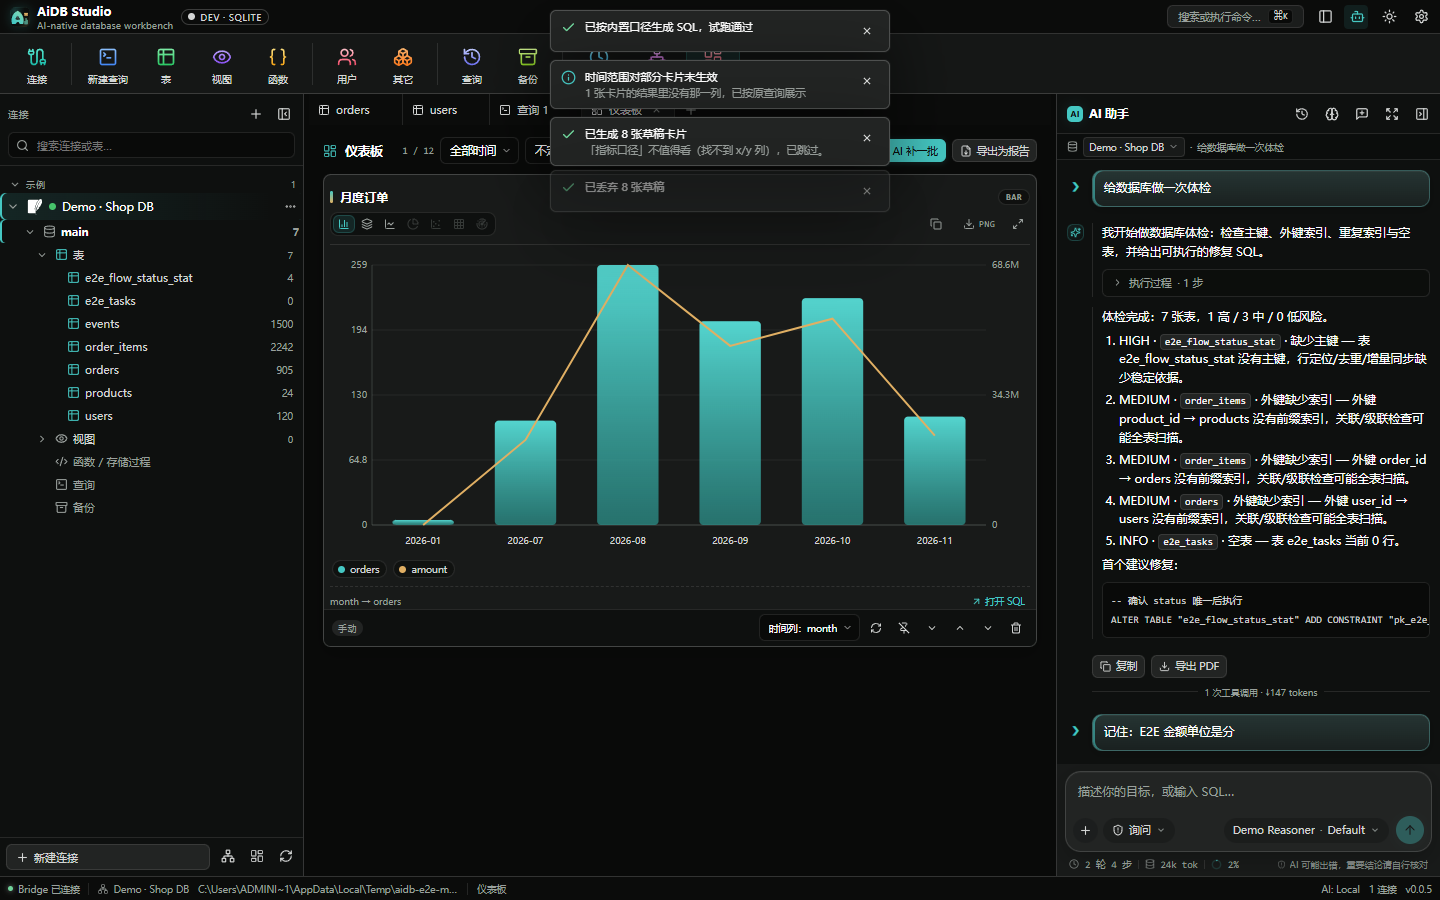 AiDB Studio
AI-native database workbench
DEV · SQLITE
搜索或执行命令...
⌘K
连接
新建查询
表
视图
函数
用户
其它
查询
备份
已按内置口径生成 SQL，试跑通过
时间范围对部分卡片未生效
1 张卡片的结果里没有那一列，已按原查询展示
已生成 8 张草稿卡片
「指标口径」不值得看（找不到 x/y 列），已跳过。
已丢弃 8 张草稿
连接
搜索连接或表...
示例
1
Demo · Shop DB
main
7
表
7
e2e_flow_status_stat
4
e2e_tasks
0
events
1500
order_items
2242
orders
905
products
24
users
120
视图
0
函数 / 存储过程
查询
备份
新建连接
orders
users
查询 1
仪表板
仪表板
1 / 12
全部时间
AI 补一批
导出为报告
月度订单
BAR
PNG
259
194
130
64.8
0
68.6M
34.3M
0
2026-01
2026-07
2026-08
2026-09
2026-10
2026-11
orders
amount
month → orders
打开 SQL
手动
时间列：month
AI
AI 助手
Demo · Shop DB
· 给数据库做一次体检
给数据库做一次体检
我开始做数据库体检：检查主键、外键索引、重复索引与空
表，并给出可执行的修复 SQL。
执行过程 · 1 步
体检完成：7 张表，1 高 / 3 中 / 0 低风险。
1. HIGH · e2e_flow_status_stat · 缺少主键 — 表
e2e_flow_status_stat 没有主键，行定位/去重/增量同步缺
少稳定依据。
2. MEDIUM · order_items · 外键缺少索引 — 外键
product_id → products 没有前缀索引，关联/级联检查可
能全表扫描。
3. MEDIUM · order_items · 外键缺少索引 — 外键 order_id
→ orders 没有前缀索引，关联/级联检查可能全表扫描。
4. MEDIUM · orders · 外键缺少索引 — 外键 user_id →
users 没有前缀索引，关联/级联检查可能全表扫描。
5. INFO · e2e_tasks · 空表 — 表 e2e_tasks 当前 0 行。
首个建议修复：
-- 确认 status 唯一后执行
ALTER TABLE "e2e_flow_status_stat" ADD CONSTRAINT "pk_e2e_
复制
导出 PDF
1 次工具调用 · ↓147 tokens
记住：E2E 金额单位是分
描述你的目标，或输入 SQL...
询问
Demo Reasoner · Default
2 轮 4 步
24k tok
2%
AI 可能出错，重要结论请自行核对
Bridge 已连接
Demo · Shop DB
C:\Users\ADMINI~1\AppData\Local\Temp\aidb-e2e-m...
仪表板
AI: Local
1 连接
v0.0.5